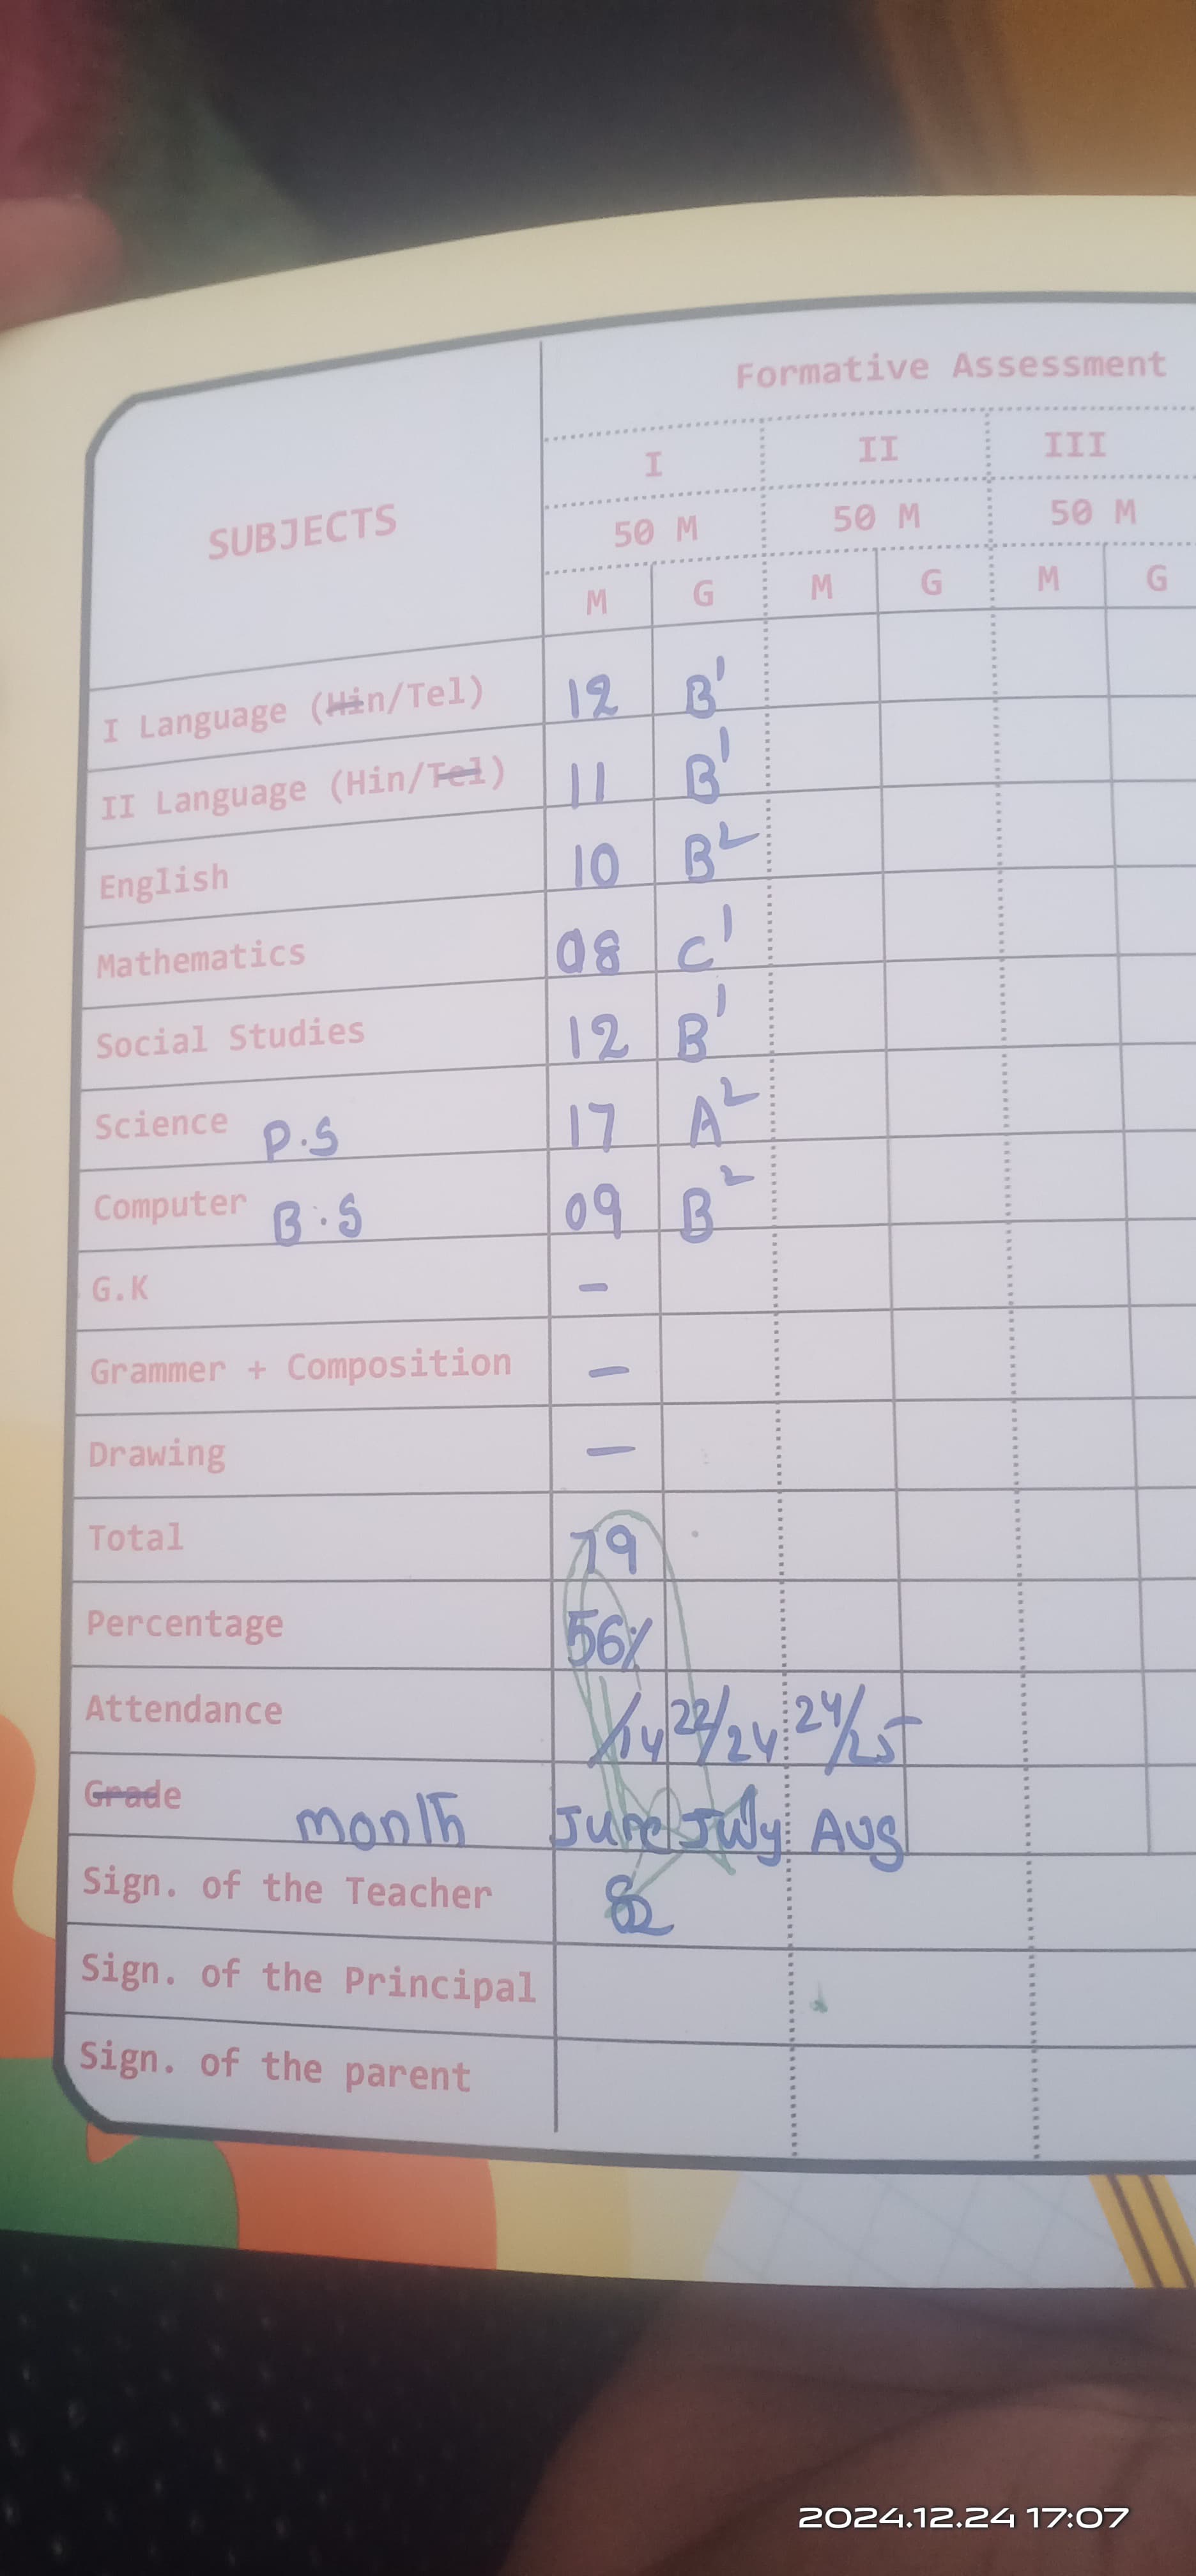 Formative Assessment
SUBJECTS I II III
50 M 50 M 50 M
M G M G M G
I Language (Hin/Tel) 12 B1
II Language (Hin/Tel) 11 B1
English 10 B2
Mathematics 08 C1
Social Studies 12 B1
Science P.S 17 A2
Computer B.S 09 B2
G.K -
Grammer + Composition -
Drawing -
Total 79
Percentage 56%
Attendance /14 22/24 24/25
Grade month June July Aug
Sign. of the Teacher
Sign. of the Principal
Sign. of the parent
2024.12.24 17:07